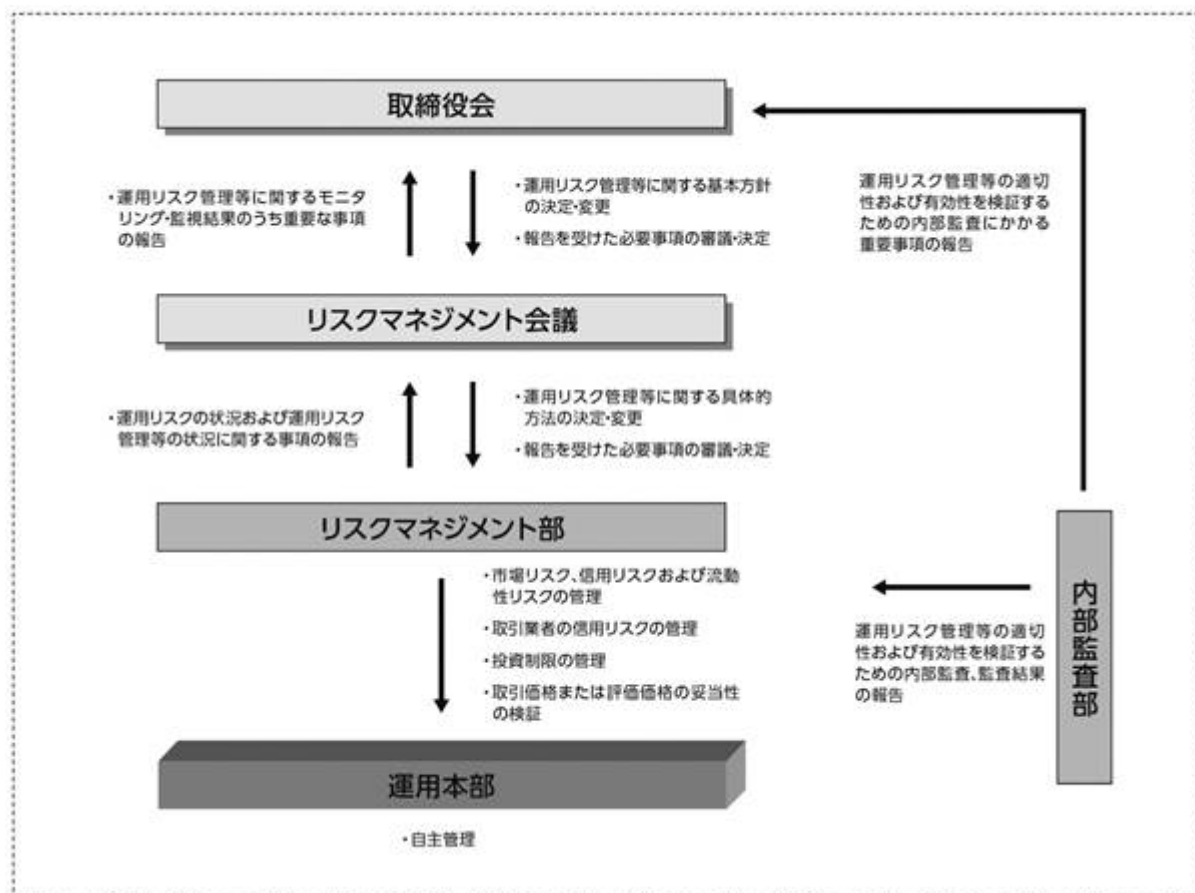 取締役会
・運用リスク管理等に関するモニタ
リング・監視結果のうち重要な事項
の報告
・運用リスク管理等に関する基本方針
の決定・変更
・報告を受けた必要事項の審議・決定
運用リスク管理等の適切
性および有効性を検証する
ための内部監査にかかる
重要事項の報告
リスクマネジメント会議
・運用リスクの状況および運用リスク
管理等の状況に関する事項の報告
・運用リスク管理等に関する具体的
方法の決定・変更
・報告を受けた必要事項の審議・決定
リスクマネジメント部
・市場リスク、信用リスクおよび流動
性リスクの管理
・取引業者の信用リスクの管理
・投資制限の管理
・取引価格または評価価格の妥当性
の検証
運用リスク管理等の適切
性および有効性を検証する
ための内部監査、監査結果
の報告
内部監査部
運用本部
・自主管理